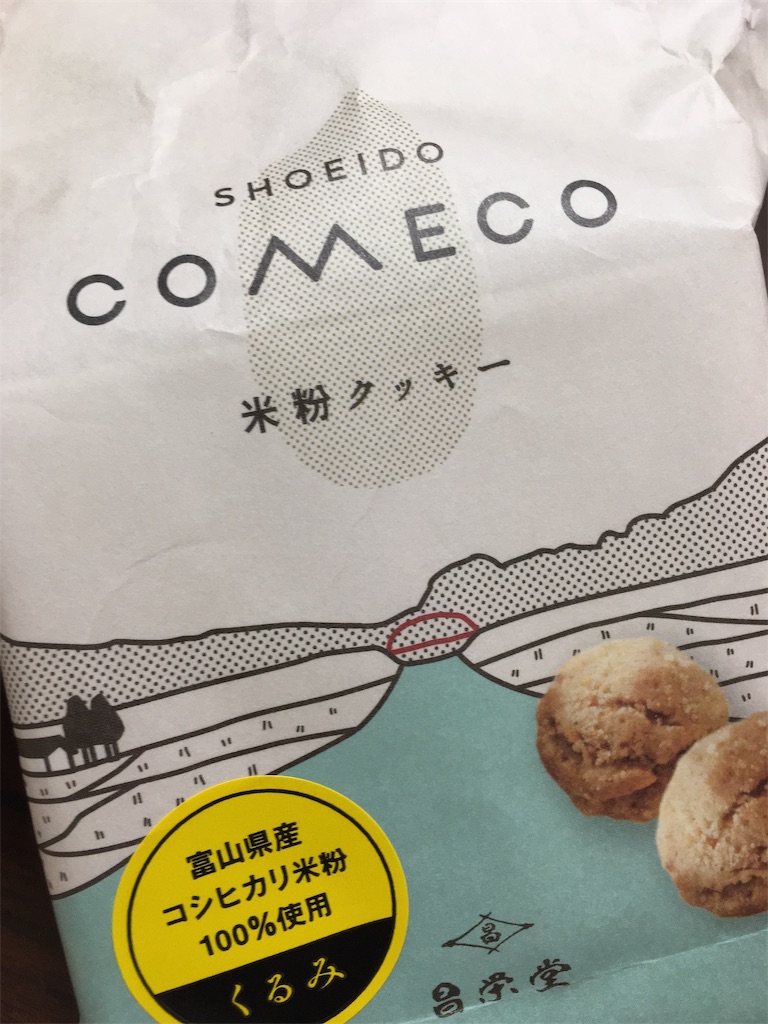 SHOEIDO
COMECO
米粉クッキー
富山県産
コシヒカリ米粉
100%使用
くるみ
昌
昌栄堂